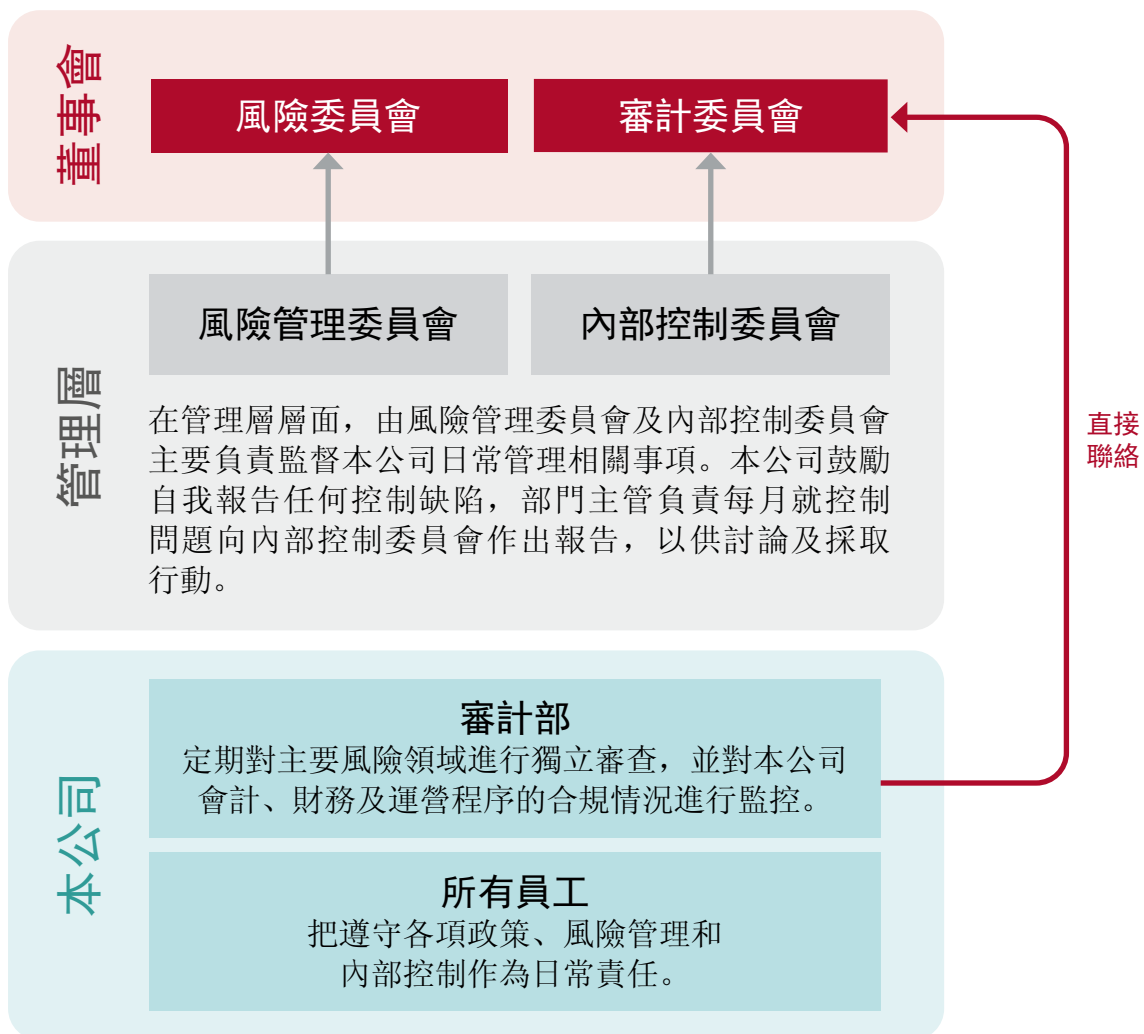 董事會
風險委員會
審計委員會
管理層
風險管理委員會
內部控制委員會
在管理層層面，由風險管理委員會及內部控制委員會
主要負責監督本公司日常管理相關事項。本公司鼓勵
自我報告任何控制缺陷，部門主管負責每月就控制
問題向內部控制委員會作出報告，以供討論及採取
行動。
直接
聯絡
本公司
審計部
定期對主要風險領域進行獨立審查，並對本公司
會計、財務及運營程序的合規情況進行監控。
所有員工
把遵守各項政策、風險管理和
內部控制作為日常責任。